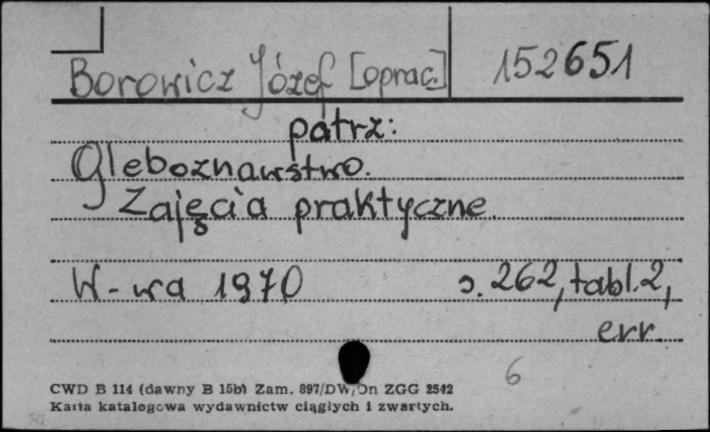 Borowicz Józef [oprac.] 152651
patrz:
Gleboznawstwo.
Zajęcia praktyczne.
W-wa 1970 s. 262, tabl. 2,
err.
6
CWD B 114 (dawny B 15b) Zam. 897/DW/Dn ZGG 2542
Karta katalogowa wydawnictw ciągłych i zwartych.